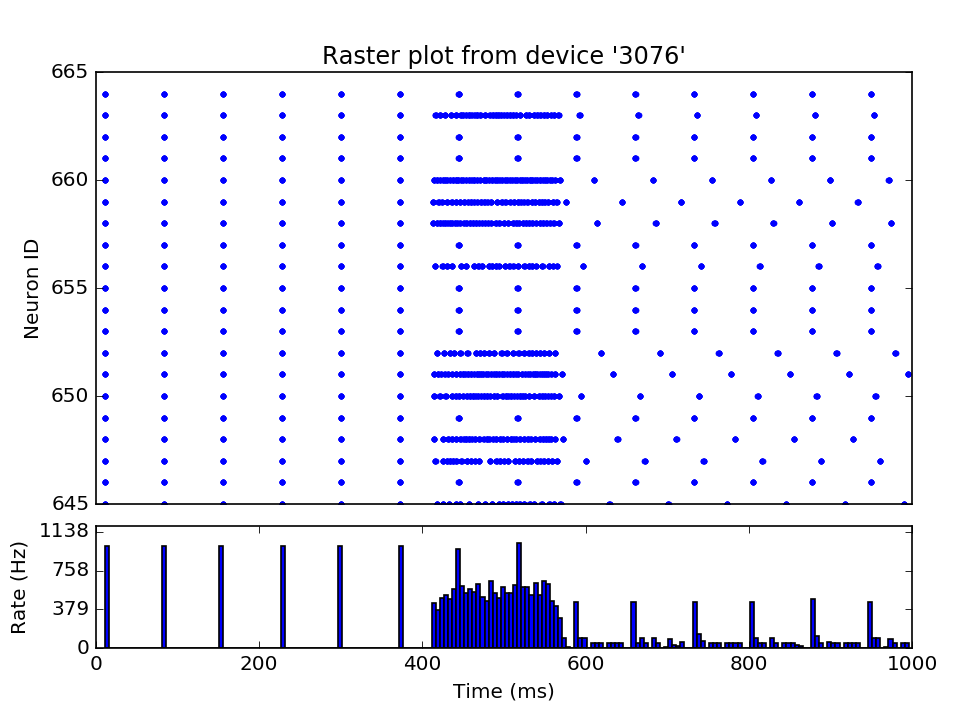 Raster plot from device '3076'
665
660
655
650
645
Neuron ID
1138
758
379
0
Rate (Hz)
0 200 400 600 800 1000
Time (ms)